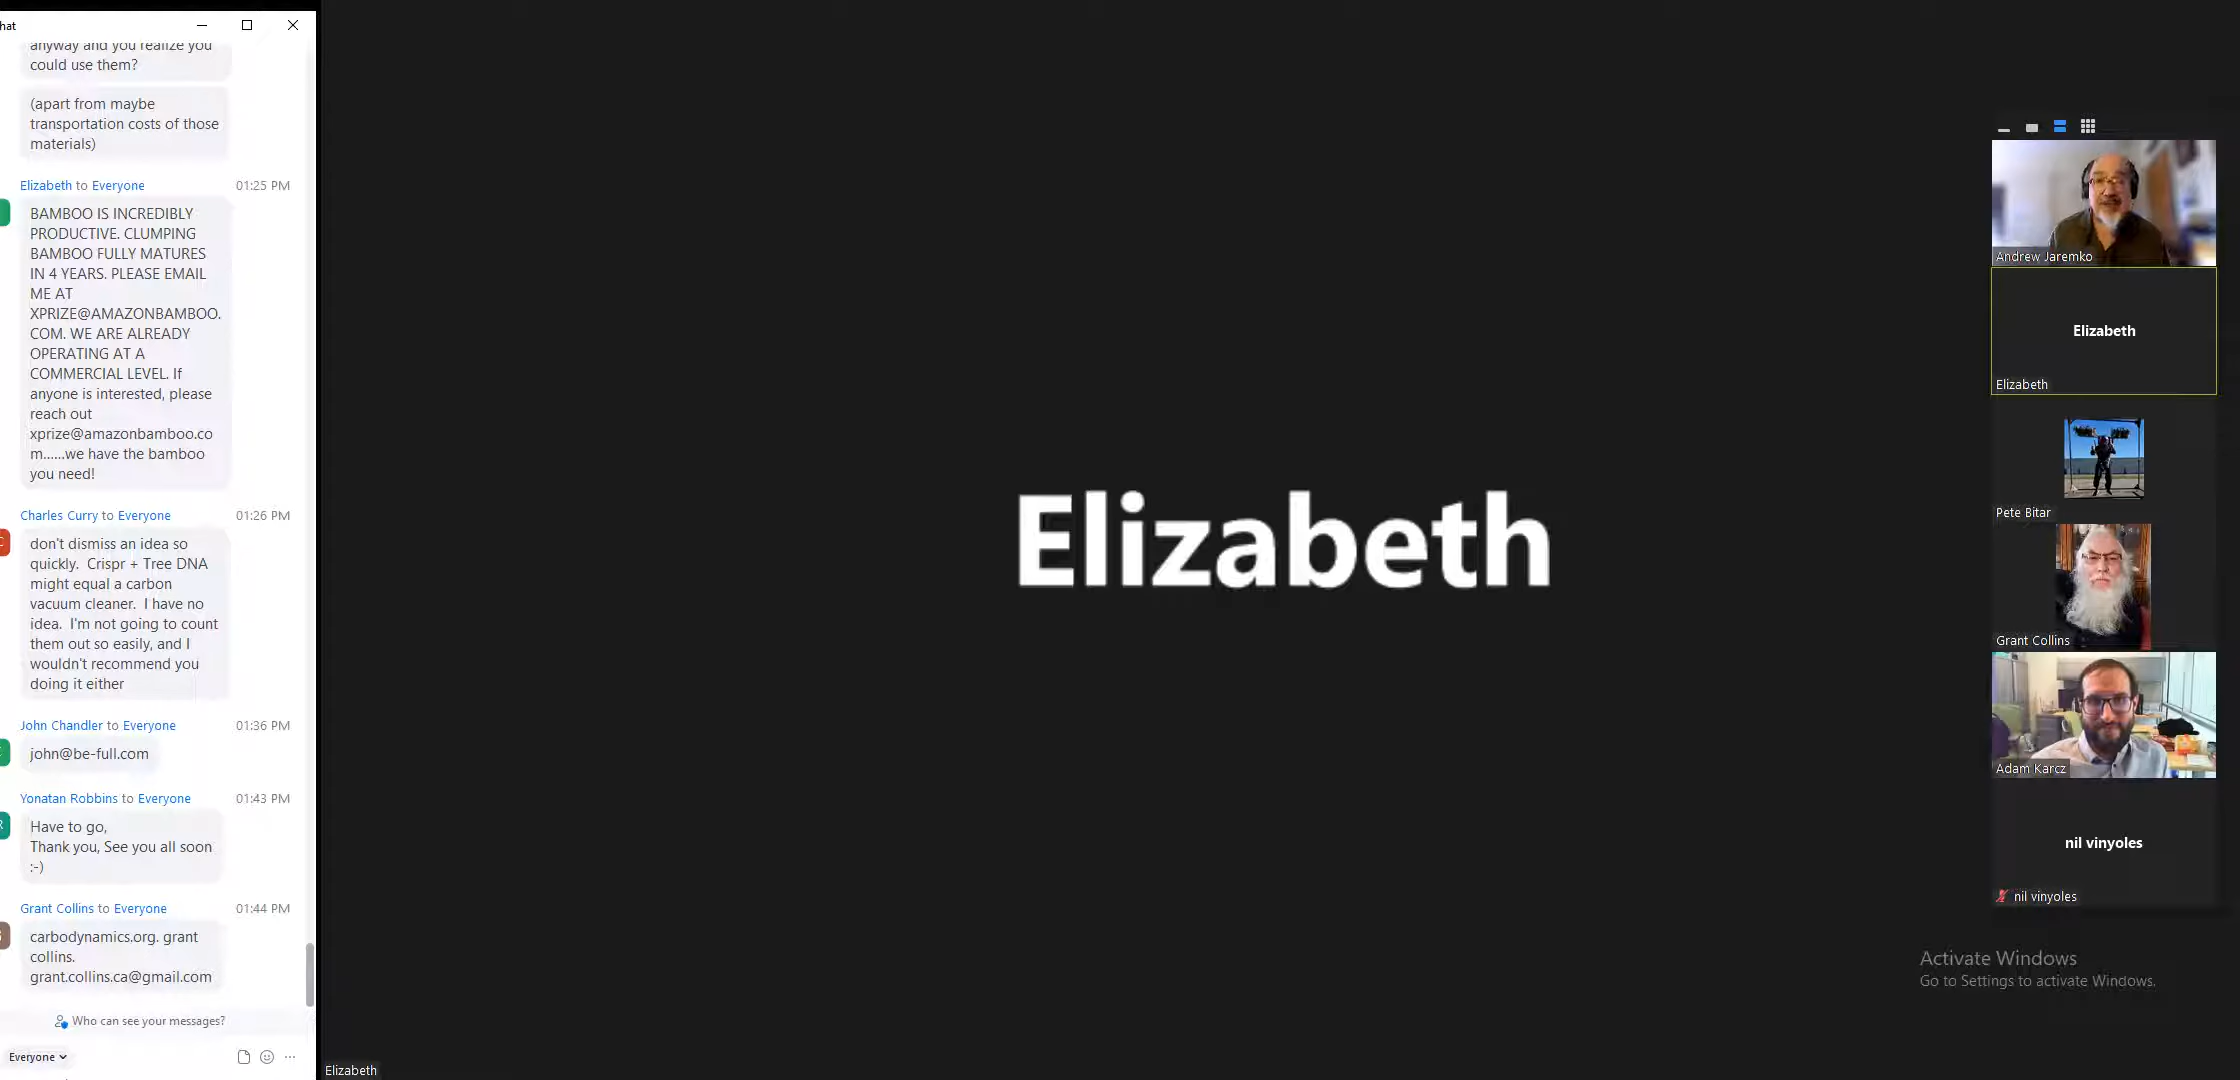 hat
anyway and you realize you
could use them?
(apart from maybe
transportation costs of those
materials)
Elizabeth to Everyone 01:25 PM
BAMBOO IS INCREDIBLY
PRODUCTIVE. CLUMPING
BAMBOO FULLY MATURES
IN 4 YEARS. PLEASE EMAIL
ME AT
XPRIZE@AMAZONBAMBOO.
COM. WE ARE ALREADY
OPERATING AT A
COMMERCIAL LEVEL. If
anyone is interested, please
reach out
xprize@amazonbamboo.co
m......we have the bamboo
you need!
Charles Curry to Everyone 01:26 PM
don't dismiss an idea so
quickly. Crispr + Tree DNA
might equal a carbon
vacuum cleaner. I have no
idea. I'm not going to count
them out so easily, and I
wouldn't recommend you
doing it either
John Chandler to Everyone 01:36 PM
john@be-full.com
Yonatan Robbins to Everyone 01:43 PM
Have to go,
Thank you, See you all soon
:-)
Grant Collins to Everyone 01:44 PM
carbodynamics.org. grant
collins.
grant.collins.ca@gmail.com
Who can see your messages?
Everyone
Elizabeth
Elizabeth
Andrew Jaremko
Elizabeth
Elizabeth
Pete Bitar
Grant Collins
Adam Karcz
nil vinyoles
nil vinyoles
Activate Windows
Go to Settings to activate Windows.